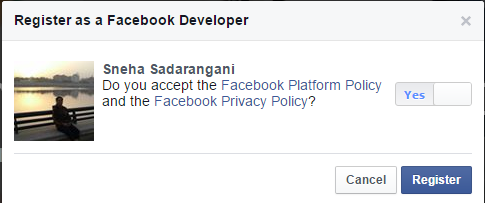 Register as a Facebook Developer
Sneha Sadarangani
Do you accept the Facebook Platform Policy
and the Facebook Privacy Policy?
Yes
Cancel
Register